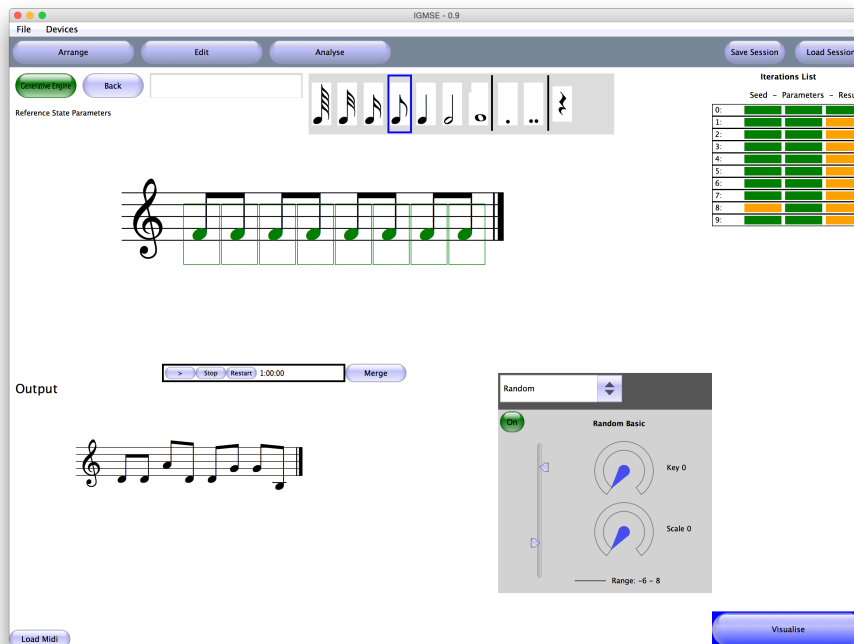 IGMSE - 0.9
File Devices
Arrange Edit Analyse Save Session Load Session
Generative Engine Back
Iterations List
Seed - Parameters - Resu
Reference State Parameters
0:
1:
2:
3:
4:
5:
6:
7:
8:
9:
> Stop Restart 1:00:00 Merge
Output
Random
On Random Basic
Key 0
Scale 0
Range: -6 - 8
Visualise
Load Midi